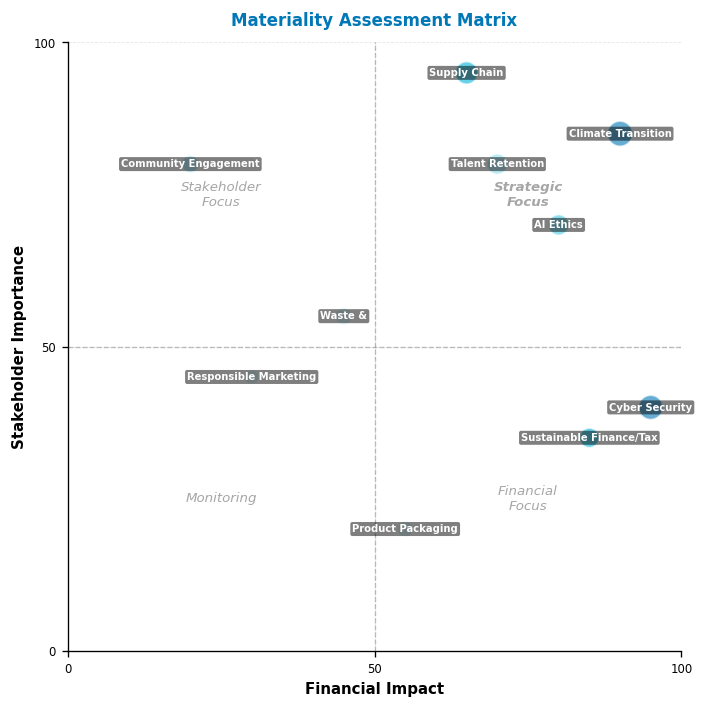 Materiality Assessment Matrix
100
Supply Chain
Climate Transition
Community Engagement
Talent Retention
Stakeholder
Focus
Strategic
Focus
AI Ethics
Waste &
50
Responsible Marketing
Cyber Security
Sustainable Finance/Tax
Monitoring
Financial
Focus
Product Packaging
0
0
50
100
Financial Impact
Stakeholder Importance